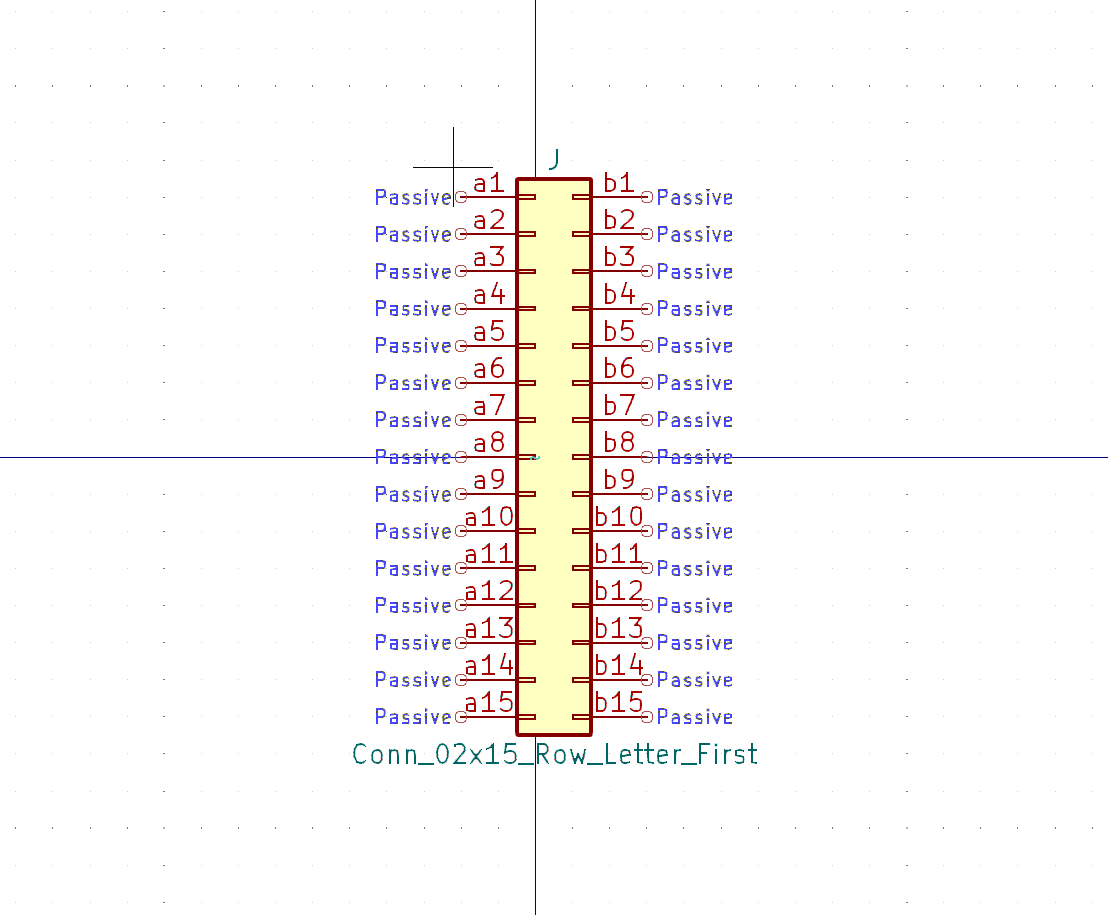 J
Passive a1 b1 Passive
Passive a2 b2 Passive
Passive a3 b3 Passive
Passive a4 b4 Passive
Passive a5 b5 Passive
Passive a6 b6 Passive
Passive a7 b7 Passive
Passive a8 b8 Passive
Passive a9 b9 Passive
Passive a10 b10 Passive
Passive a11 b11 Passive
Passive a12 b12 Passive
Passive a13 b13 Passive
Passive a14 b14 Passive
Passive a15 b15 Passive
Conn_02x15_Row_Letter_First